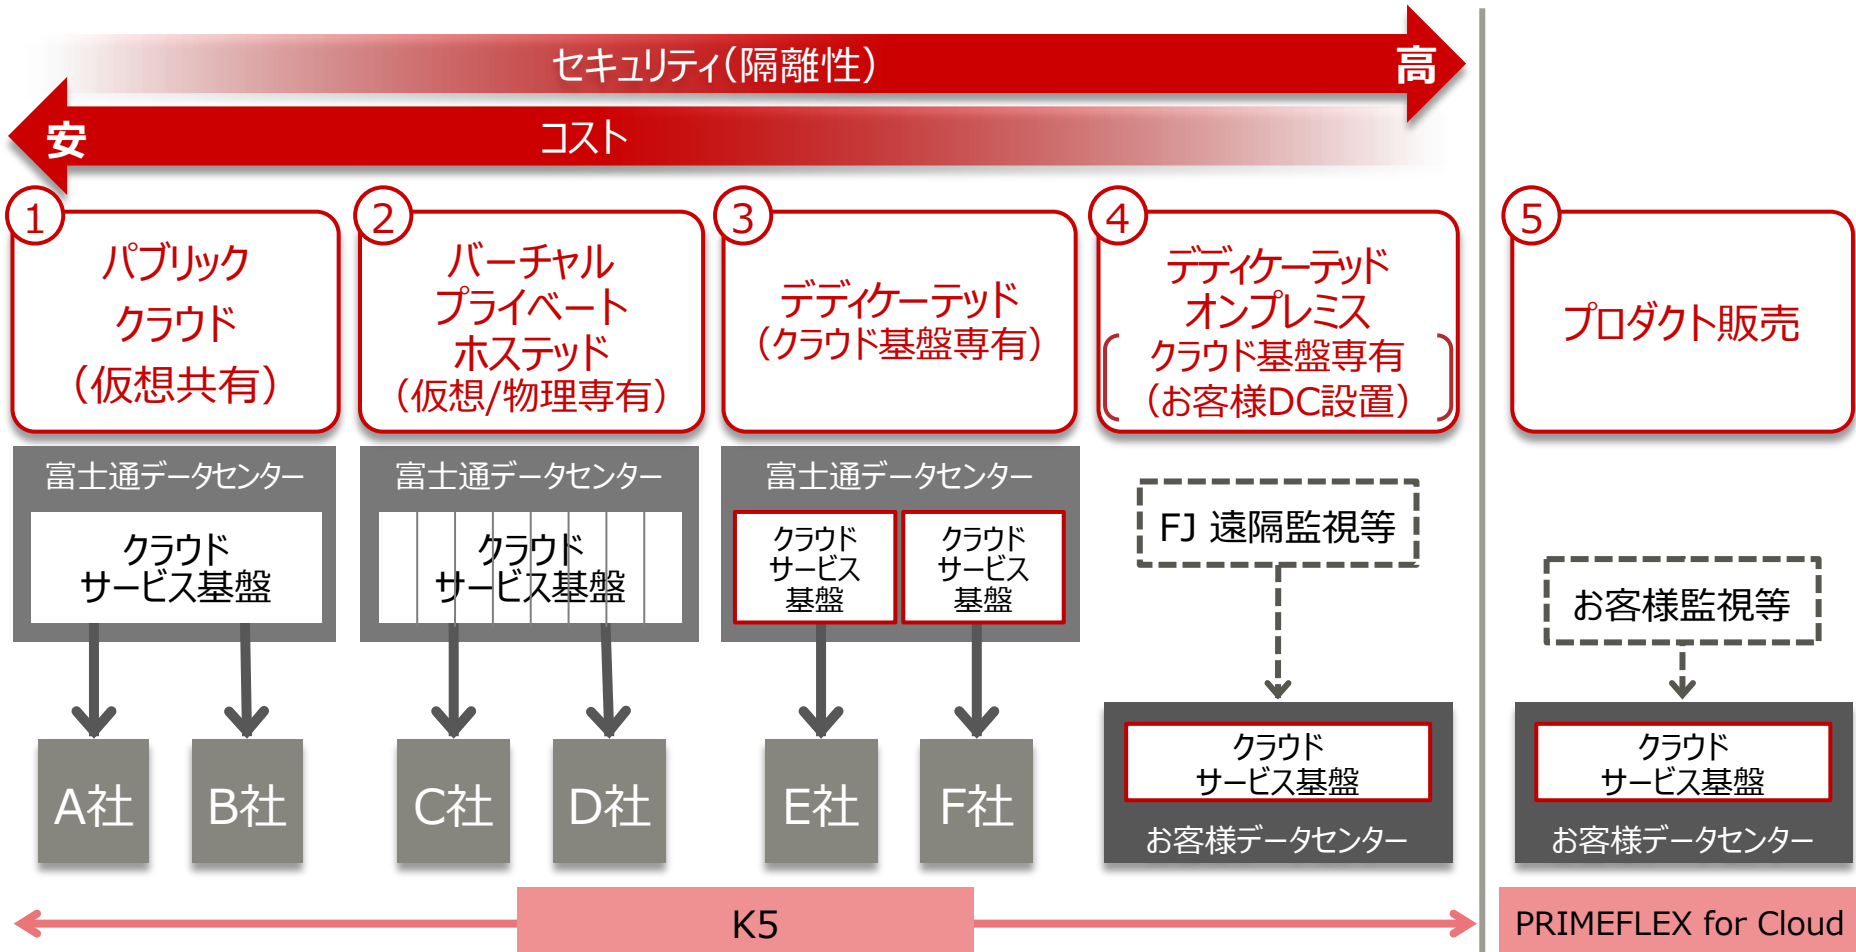 セキュリティ(隔離性)
高
安
コスト
1
パブリック
クラウド
(仮想共有)
2
バーチャル
プライベート
ホステッド
(仮想/物理専有)
3
デディケーテッド
(クラウド基盤専有)
4
デディケーテッド
オンプレミス
クラウド基盤専有
(お客様DC設置)
5
プロダクト販売
富士通データセンター
クラウド
サービス基盤
A社
B社
富士通データセンター
クラウド
サービス基盤
C社
D社
富士通データセンター
クラウド
サービス
基盤
クラウド
サービス
基盤
E社
F社
FJ 遠隔監視等
クラウド
サービス基盤
お客様データセンター
お客様監視等
クラウド
サービス基盤
お客様データセンター
K5
PRIMEFLEX for Cloud